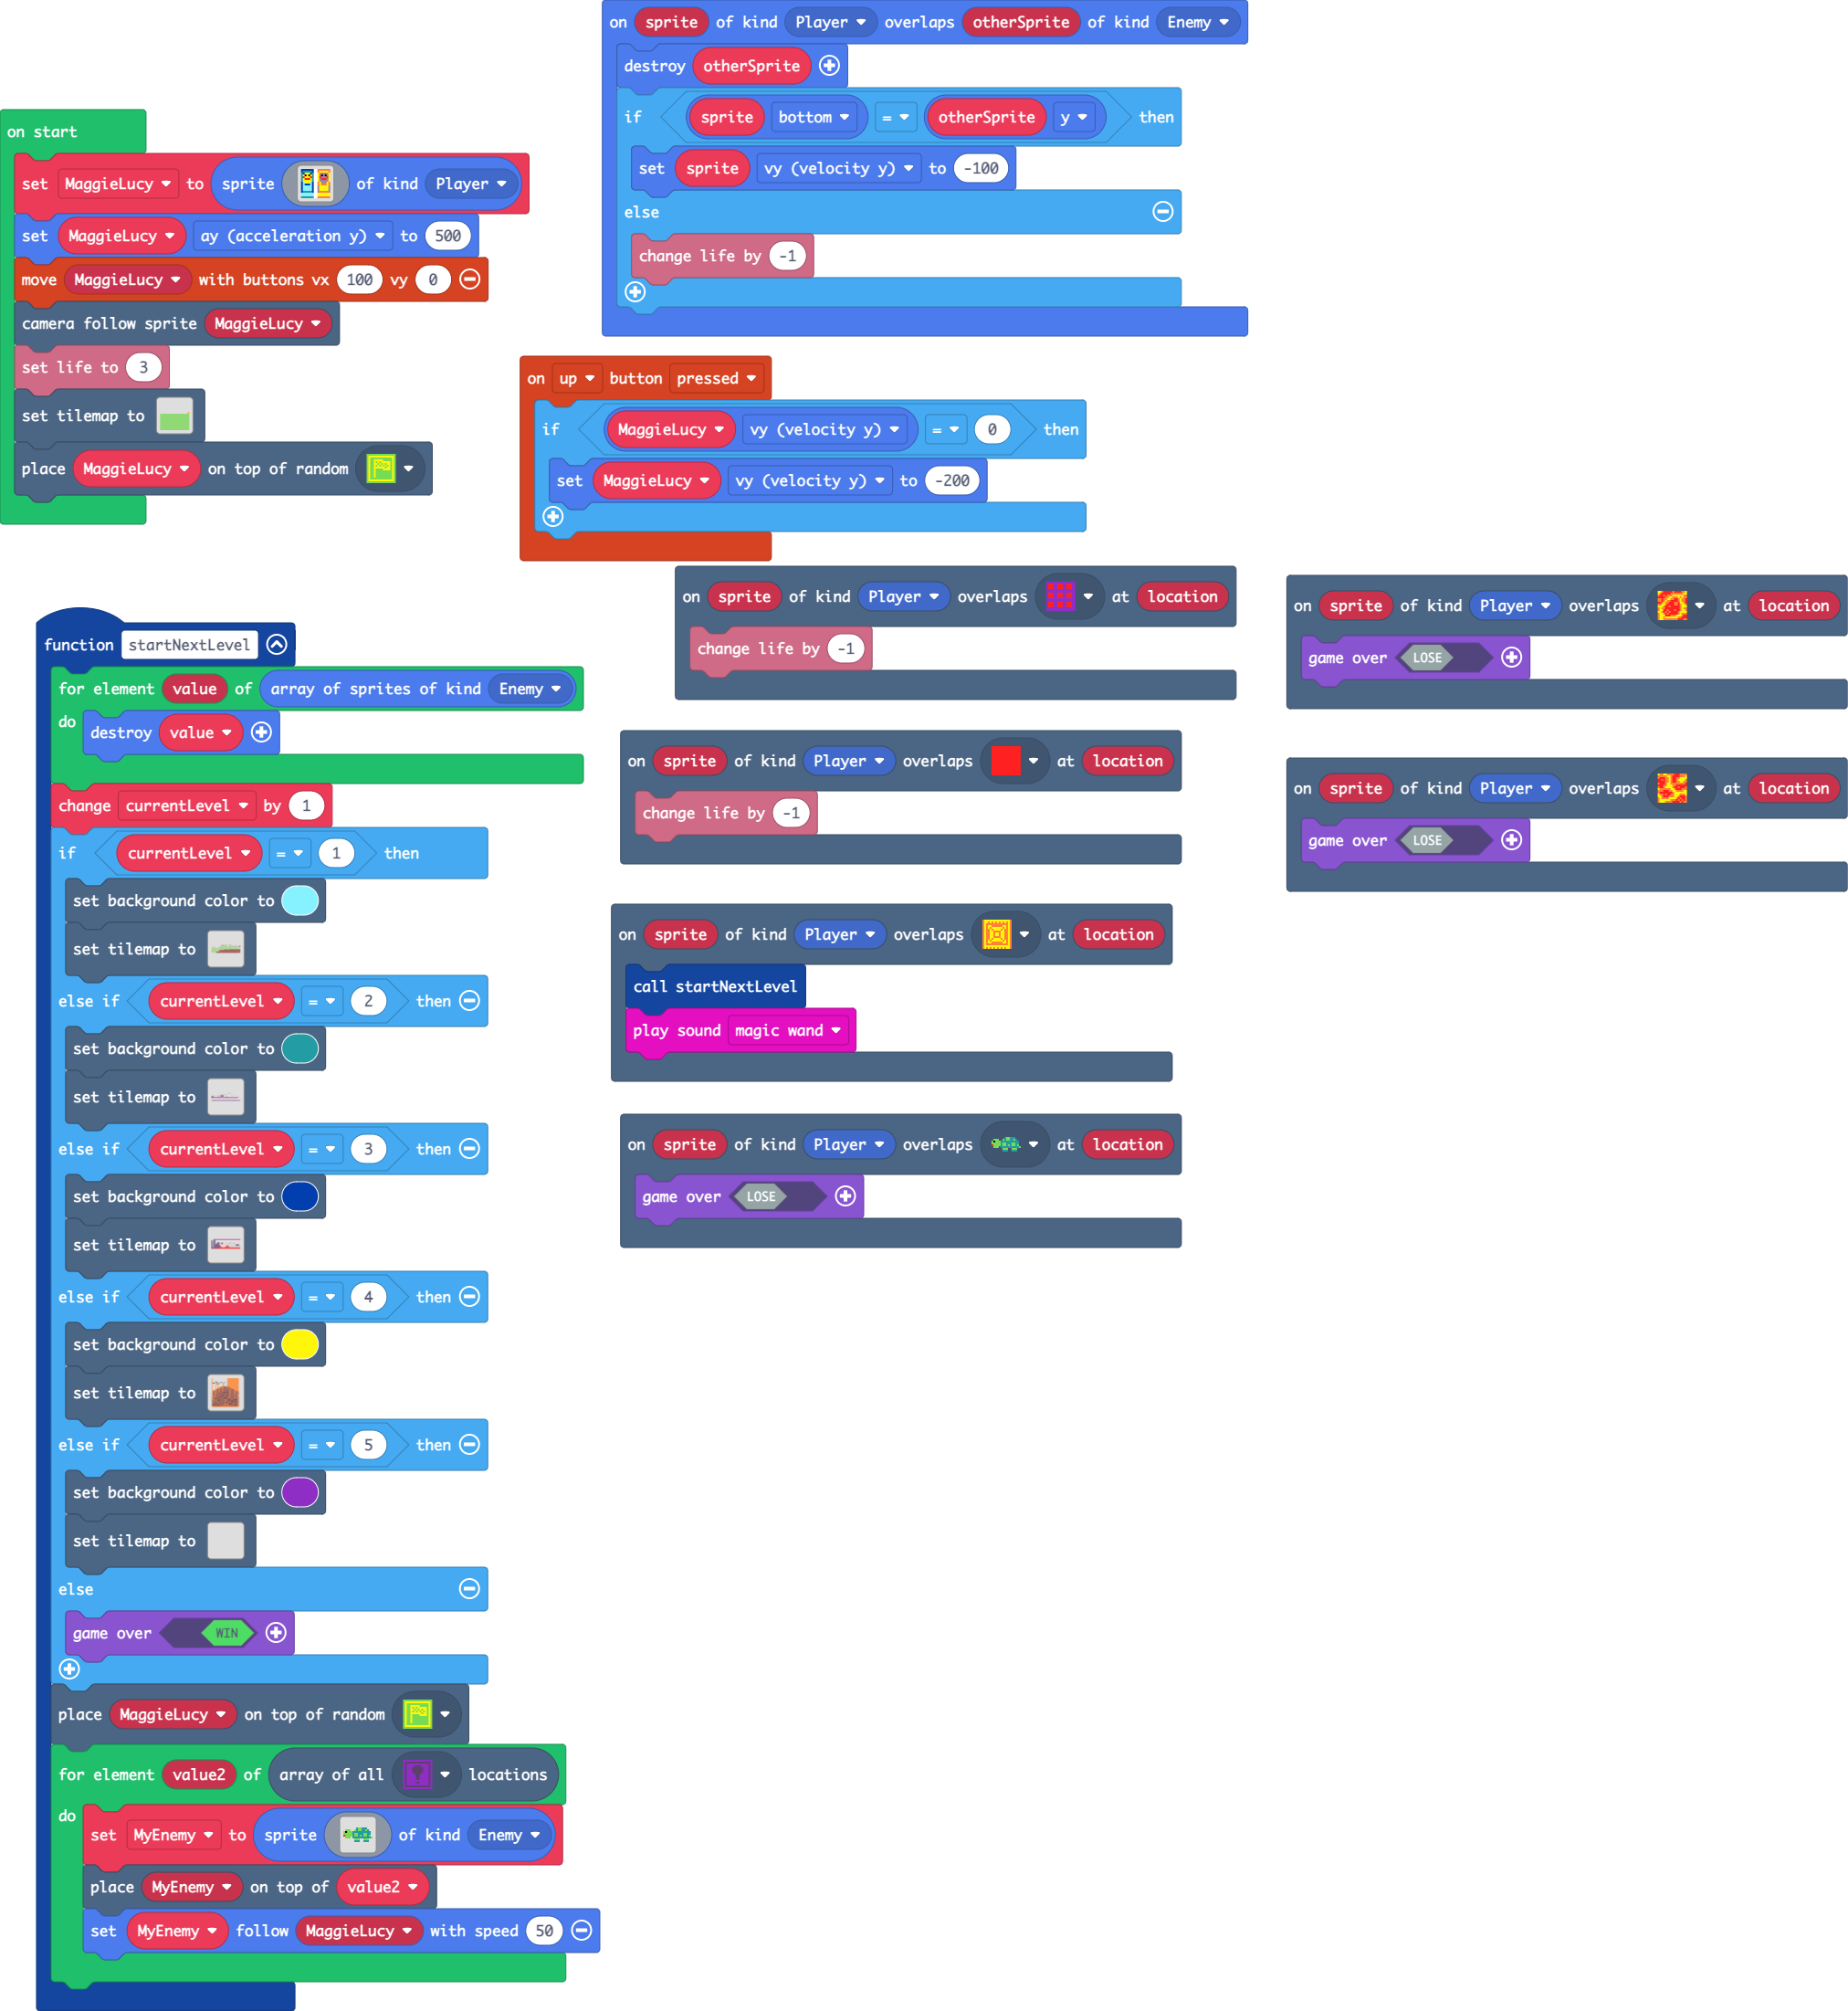 on start
set MaggieLucy to sprite of kind Player
set MaggieLucy ay (acceleration y) to 500
move MaggieLucy with buttons vx 100 vy 0
camera follow sprite MaggieLucy
set life to 3
set tilemap to
place MaggieLucy on top of random
on sprite of kind Player overlaps otherSprite of kind Enemy
destroy otherSprite
if sprite bottom = otherSprite y then
set sprite vy (velocity y) to -100
else
change life by -1
on up button pressed
if MaggieLucy vy (velocity y) = 0 then
set MaggieLucy vy (velocity y) to -200
on sprite of kind Player overlaps at location
change life by -1
on sprite of kind Player overlaps at location
game over LOSE
on sprite of kind Player overlaps at location
change life by -1
on sprite of kind Player overlaps at location
game over LOSE
on sprite of kind Player overlaps at location
call startNextLevel
play sound magic wand
on sprite of kind Player overlaps at location
game over LOSE
function startNextLevel
for element value of array of sprites of kind Enemy
do
destroy value
change currentLevel by 1
if currentLevel = 1 then
set background color to
set tilemap to
else if currentLevel = 2 then
set background color to
set tilemap to
else if currentLevel = 3 then
set background color to
set tilemap to
else if currentLevel = 4 then
set background color to
set tilemap to
else if currentLevel = 5 then
set background color to
set tilemap to
else
game over WIN
place MaggieLucy on top of random
for element value2 of array of all locations
do
set MyEnemy to sprite of kind Enemy
place MyEnemy on top of value2
set MyEnemy follow MaggieLucy with speed 50